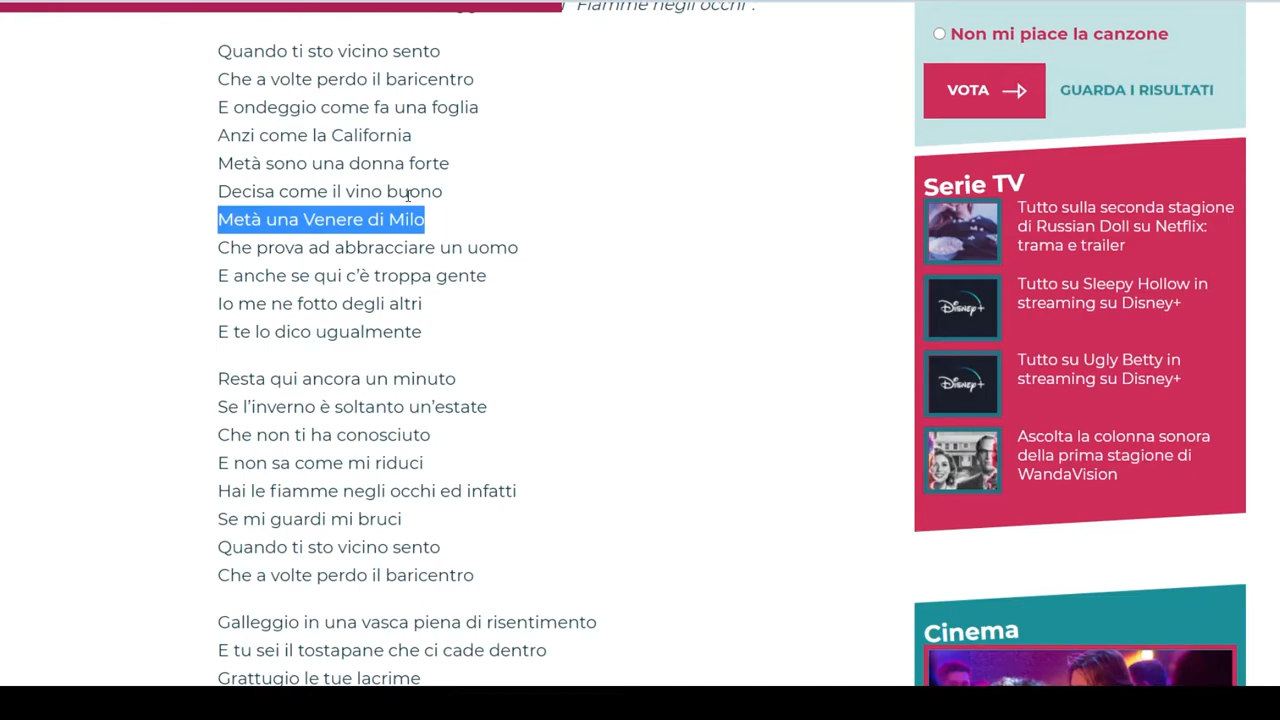 "Fiamme negli occhi".
Quando ti sto vicino sento
Che a volte perdo il baricentro
E ondeggio come fa una foglia
Anzi come la California
Metà sono una donna forte
Decisa come il vino buono
Metà una Venere di Milo
Che prova ad abbracciare un uomo
E anche se qui c’è troppa gente
Io me ne fotto degli altri
E te lo dico ugualmente
Resta qui ancora un minuto
Se l’inverno è soltanto un’estate
Che non ti ha conosciuto
E non sa come mi riduci
Hai le fiamme negli occhi ed infatti
Se mi guardi mi bruci
Quando ti sto vicino sento
Che a volte perdo il baricentro
Galleggio in una vasca piena di risentimento
E tu sei il tostapane che ci cade dentro
Grattugio le tue lacrime
Non mi piace la canzone
VOTA
GUARDA I RISULTATI
Serie TV
Tutto sulla seconda stagione
di Russian Doll su Netflix:
trama e trailer
Disney+
Tutto su Sleepy Hollow in
streaming su Disney+
Disney+
Tutto su Ugly Betty in
streaming su Disney+
Ascolta la colonna sonora
della prima stagione di
WandaVision
Cinema